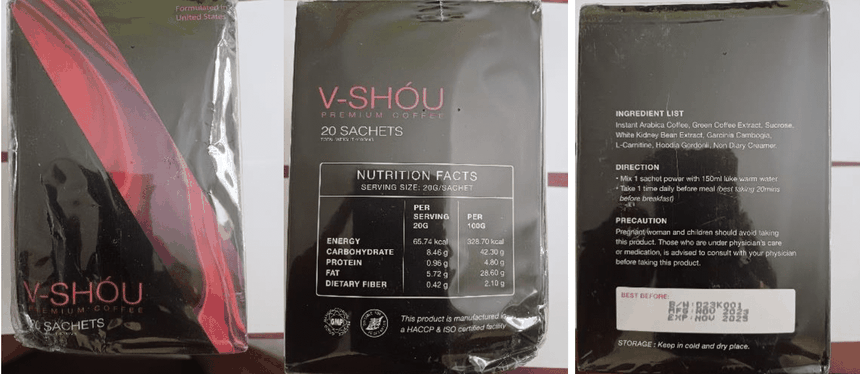 Formulated in
United States
V-SHÓU
PREMIUM COFFEE
20 SACHETS
V-SHÓU
PREMIUM COFFEE
20 SACHETS
NUTRITION FACTS
SERVING SIZE: 20G/SACHET
PER SERVING 20G PER 100G
ENERGY 65.74 kcal 328.70 kcal
CARBOHYDRATE 8.46 g 42.30 g
PROTEIN 0.96 g 4.80 g
FAT 5.72 g 28.60 g
DIETARY FIBER 0.42 g 2.10 g
GMP
This product is manufactured in
a HACCP & ISO certified facility
INGREDIENT LIST
Instant Arabica Coffee, Green Coffee Extract, Sucrose,
White Kidney Bean Extract, Garcinia Cambogia,
L-Carnitine, Hoodia Gordonii, Non Diary Creamer.
DIRECTION
• Mix 1 sachet power with 150ml luke warm water
• Take 1 time daily before meal (best taking 20mins
before breakfast)
PRECAUTION
Pregnant woman and children should avoid taking
this product. Those who are under physician's care
or medication, is advised to consult with your physician
before taking this product.
BEST BEFORE:
B/N: D23K001
2023
EXP: NOV 2025
STORAGE : Keep in cold and dry place.